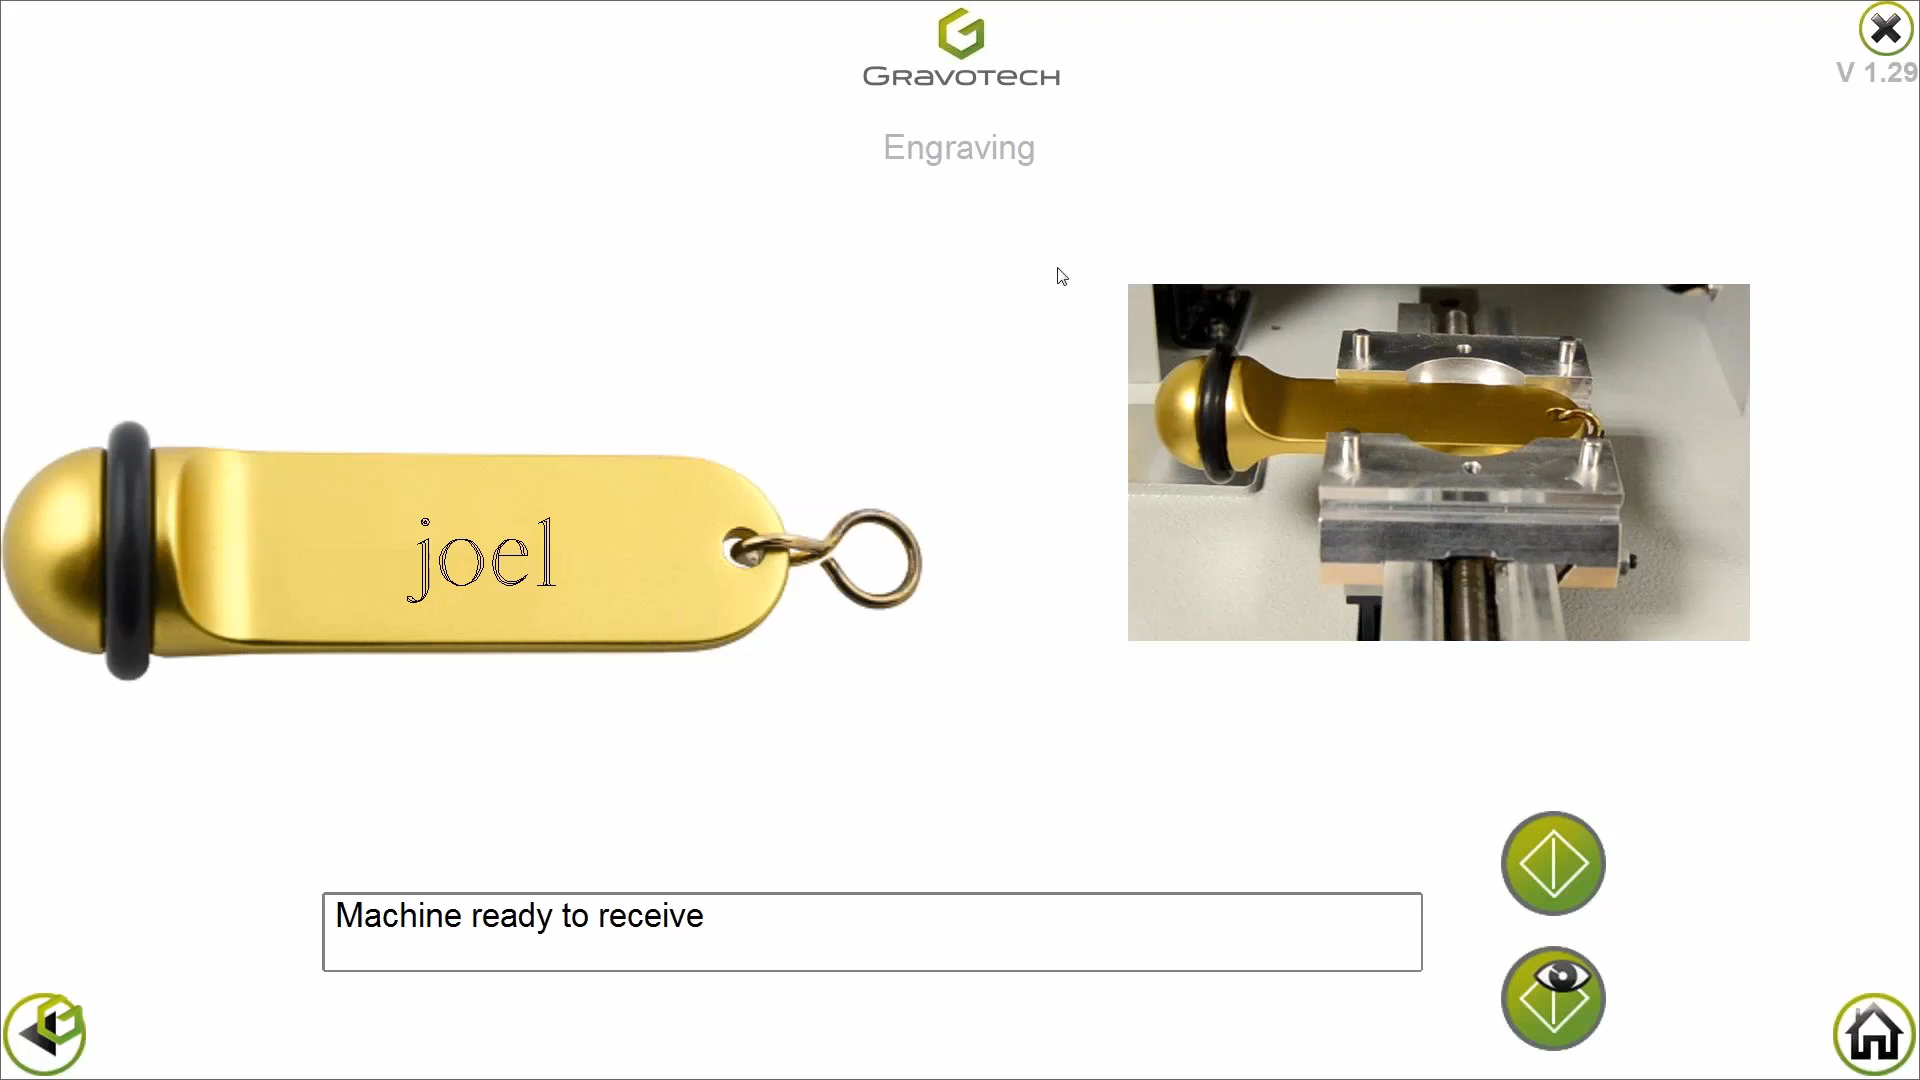 GRAVOTECH
V 1.29
Engraving
joel
Machine ready to receive